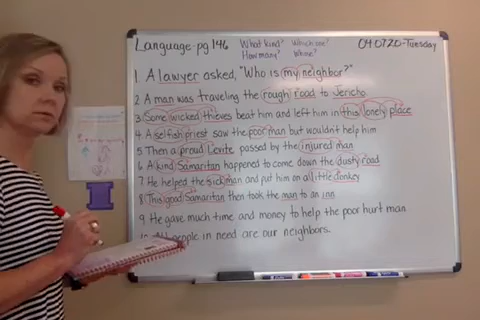 Language - pg 146 What kind? Which one? 04-07-20 - Tuesday
How many? Whose?
1. A lawyer asked, "Who is my neighbor?"
2. A man was traveling the rough road to Jericho.
3. Some wicked thieves beat him and left him in this lonely place
4. A selfish priest saw the poor man but wouldn't help him
5. Then a proud Levite passed by the injured man
6. A kind Samaritan happened to come down the dusty road
7. He helped the sick man and put him on a little donkey
8. This good Samaritan then took the man to an inn
9. He gave much time and money to help the poor hurt man
10. people in need are our neighbors.